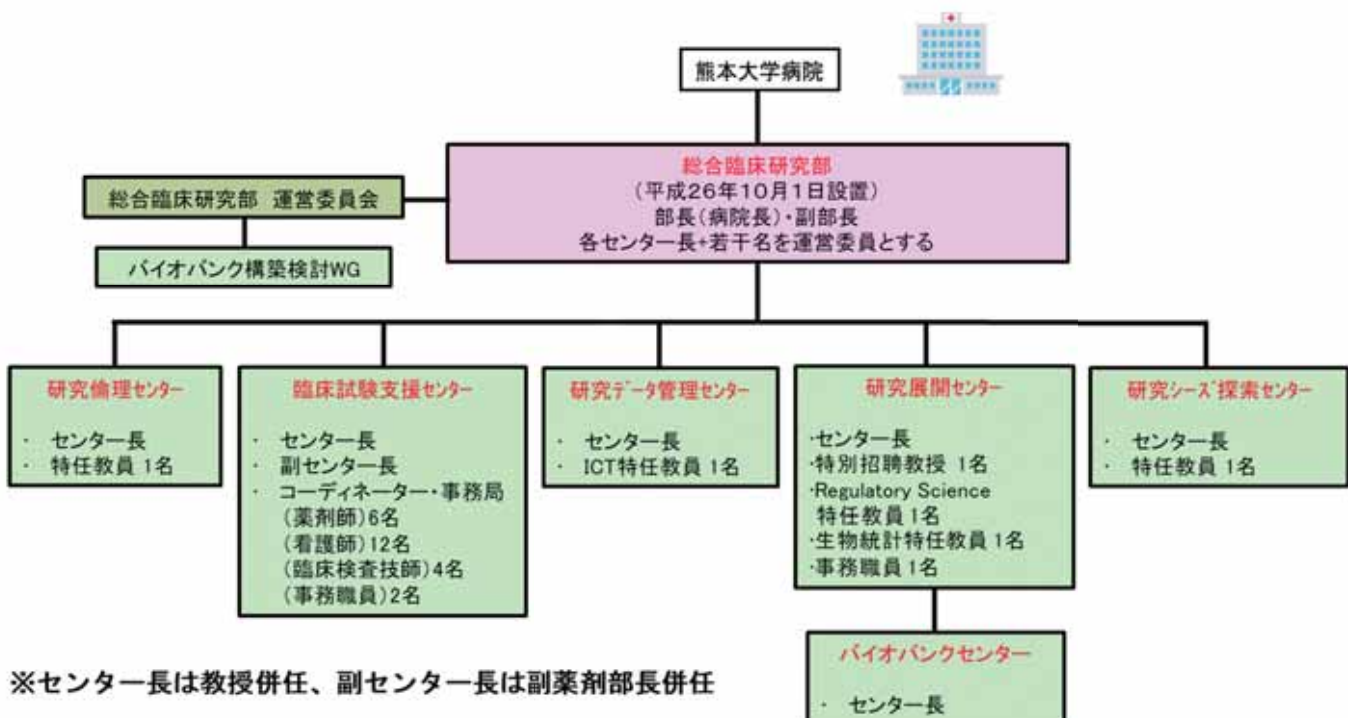 熊本大学病院
総合臨床研究部
(平成26年10月1日設置)
部長(病院長)・副部長
各センター長+若干名を運営委員とする
総合臨床研究部 運営委員会
バイオバンク構築検討WG
研究倫理センター
・ センター長
・ 特任教員 1名
臨床試験支援センター
・ センター長
・ 副センター長
・ コーディネーター・事務局
(薬剤師)6名
(看護師)12名
(臨床検査技師)4名
(事務職員)2名
研究データ管理センター
・ センター長
・ ICT特任教員 1名
研究展開センター
・センター長
・特別招聘教授 1名
・Regulatory Science
特任教員 1名
・生物統計特任教員 1名
・事務職員 1名
研究シーズ探索センター
・ センター長
・ 特任教員 1名
バイオバンクセンター
・ センター長
※センター長は教授併任、副センター長は副薬剤部長併任